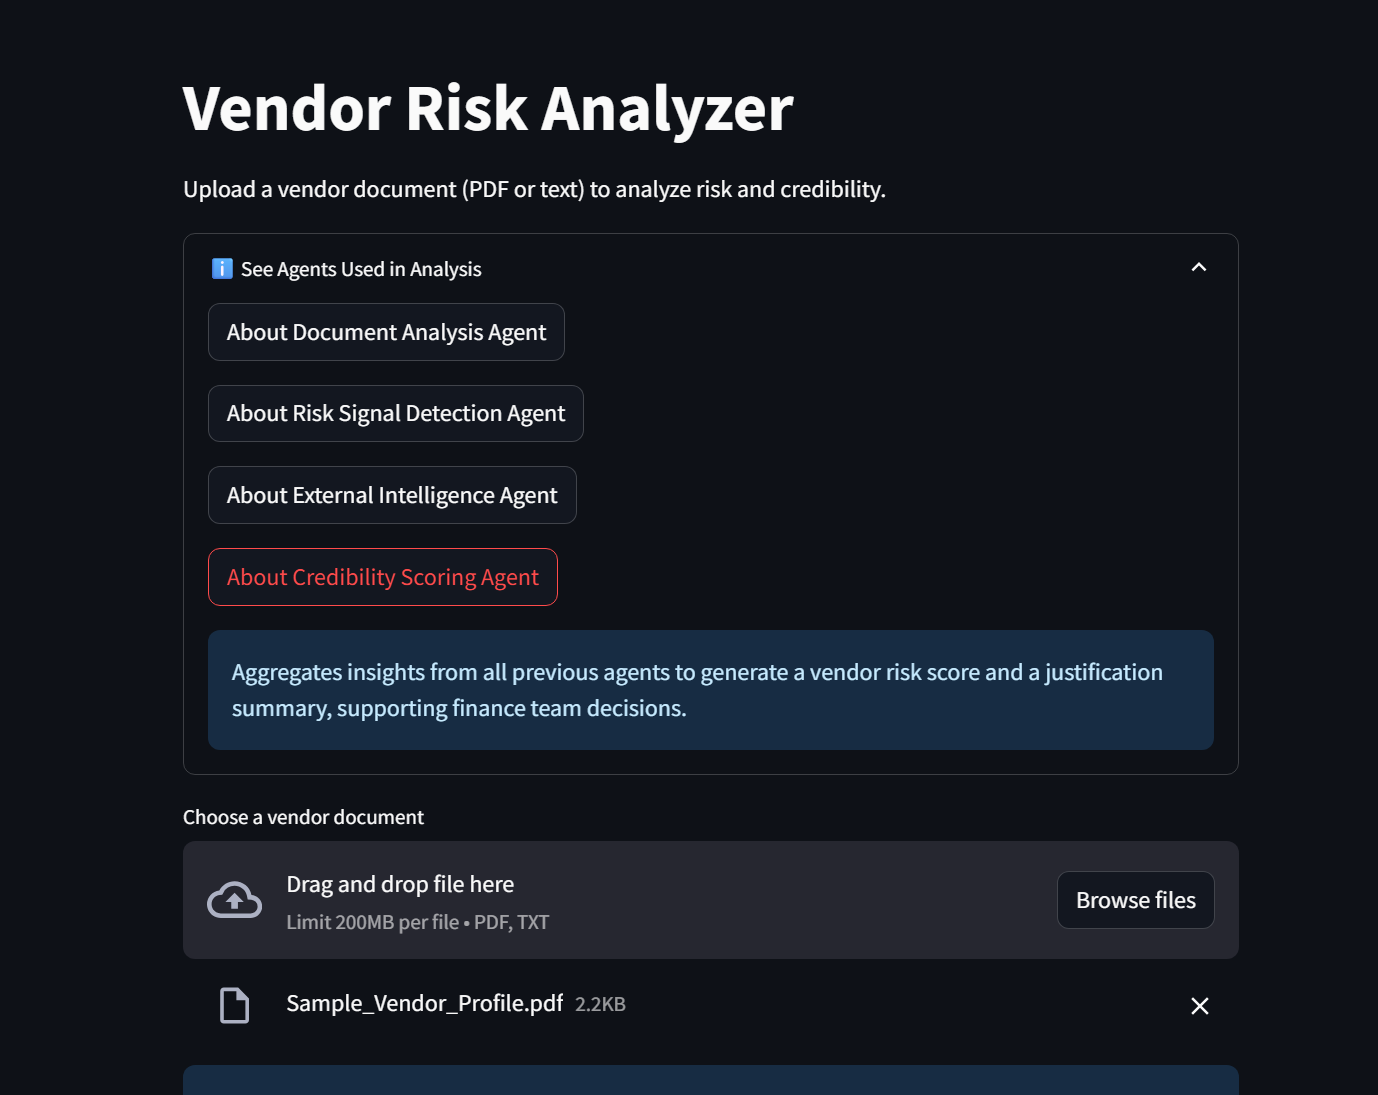 Vendor Risk Analyzer
Upload a vendor document (PDF or text) to analyze risk and credibility.
ℹ️ See Agents Used in Analysis
About Document Analysis Agent
About Risk Signal Detection Agent
About External Intelligence Agent
About Credibility Scoring Agent
Aggregates insights from all previous agents to generate a vendor risk score and a justification
summary, supporting finance team decisions.
Choose a vendor document
Drag and drop file here
Limit 200MB per file • PDF, TXT
Browse files
Sample_Vendor_Profile.pdf 2.2KB